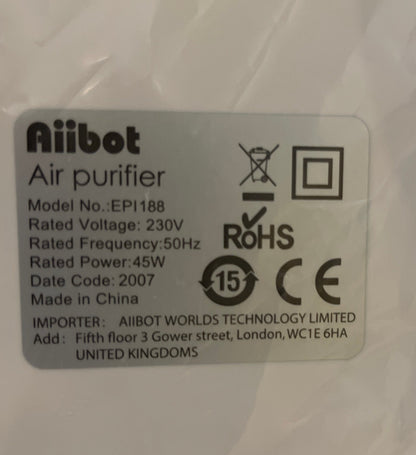 Aiibot
Air purifier
Model No.:EPI188
Rated Voltage: 230V
Rated Frequency:50Hz
Rated Power:45W
Date Code: 2007
Made in China
RoHS
15
CE
IMPORTER: AIIBOT WORLDS TECHNOLOGY LIMITED
Add: Fifth floor 3 Gower street, London, WC1E 6HA
UNITED KINGDOMS